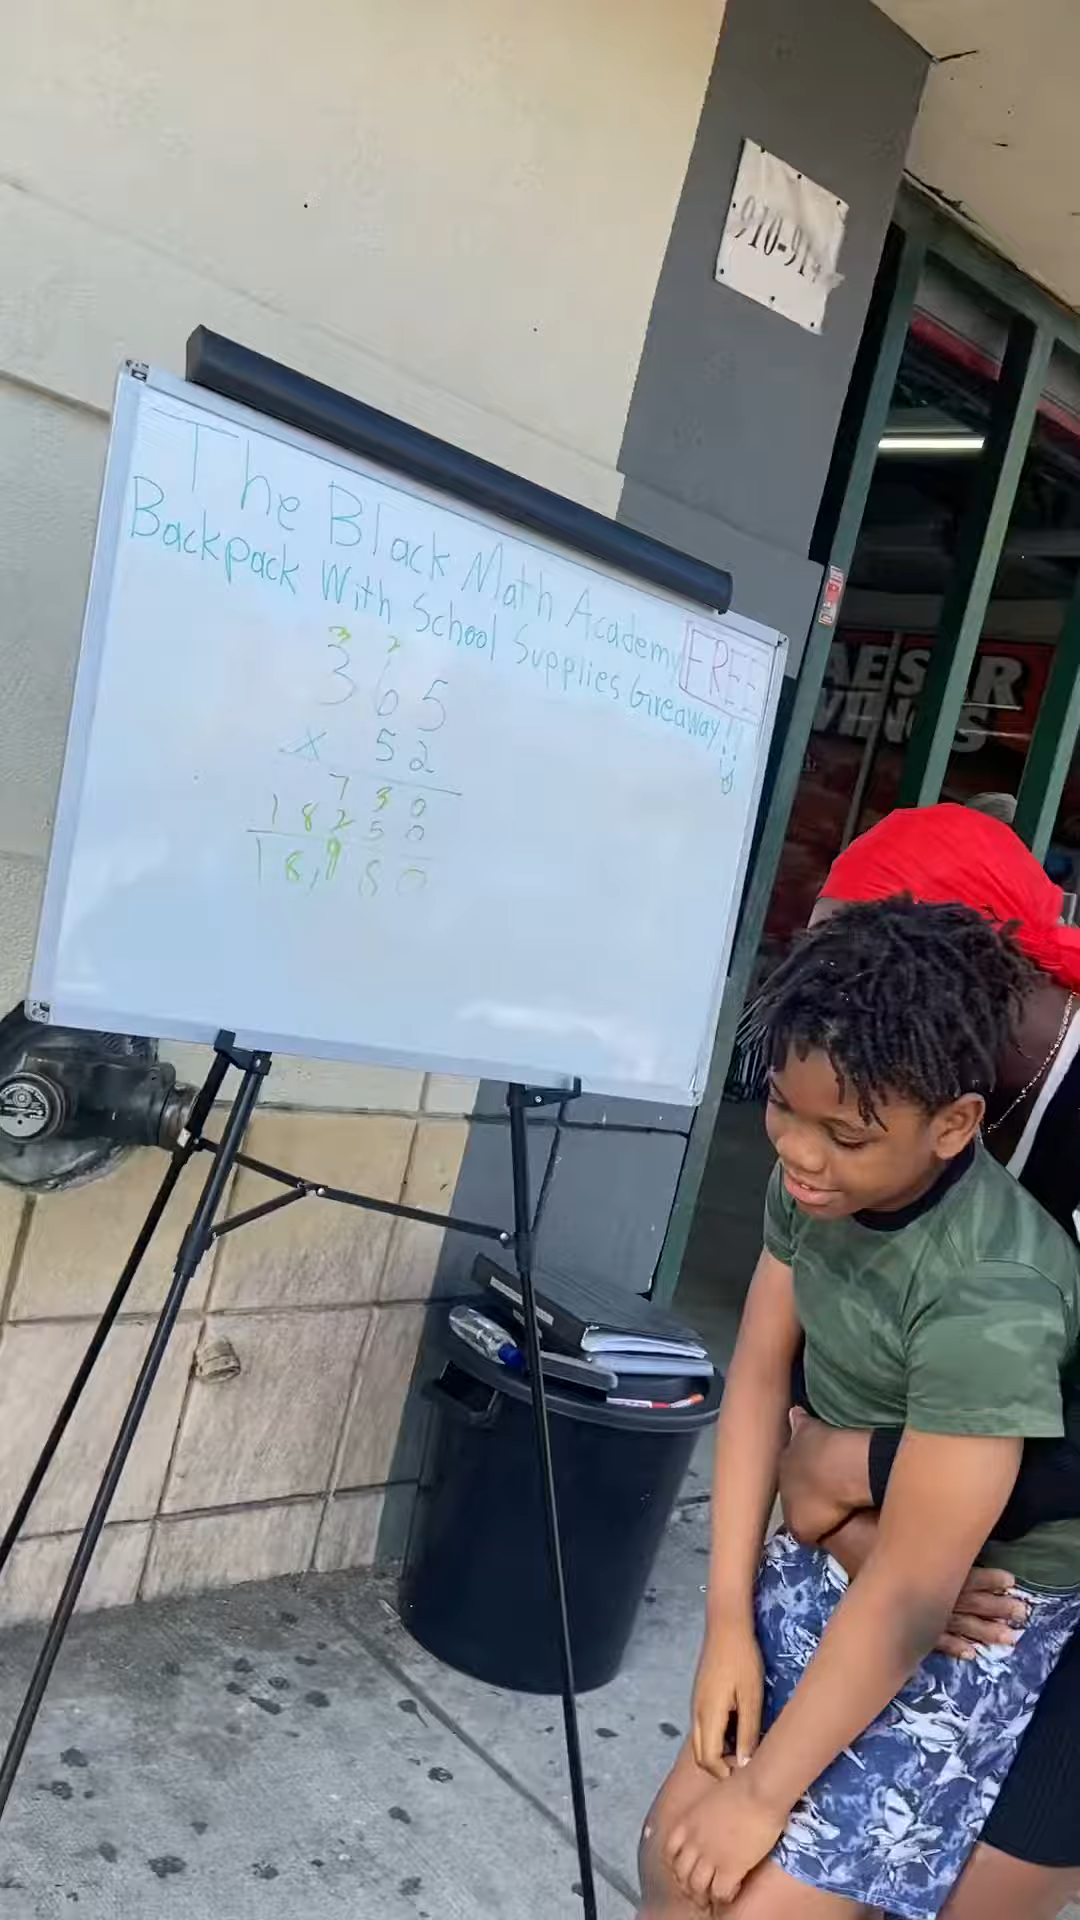 910-914
The Black Math Academy FREE
Backpack With School Supplies Giveaway!!
3 2
365
x 52
730
18250
18,980
AESAR
WINGS